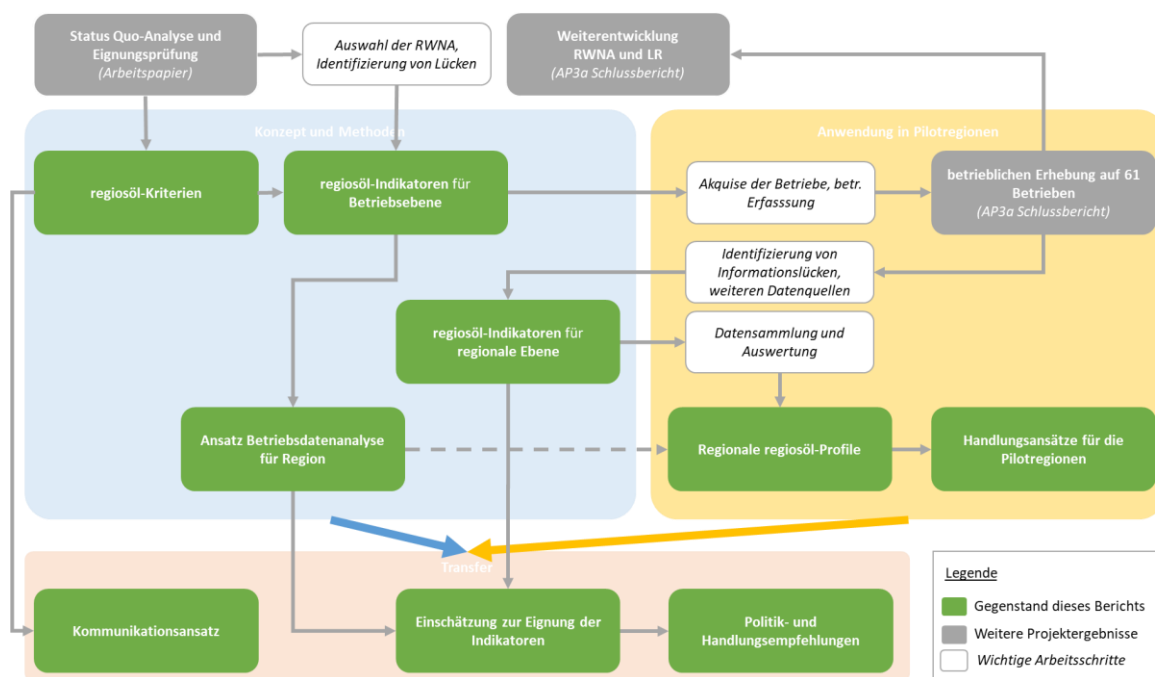 Status Quo-Analyse und
Eignungsprüfung
(Arbeitspapier)
Auswahl der RWNA,
Identifizierung von Lücken
Weiterentwicklung
RWNA und LR
(AP3a Schlussbericht)
Konzept und Methoden
Anwendung in Pilotregionen
regiosöl-Kriterien
regiosöl-Indikatoren für
Betriebsebene
Akquise der Betriebe, betr.
Erfasssung
betrieblichen Erhebung auf 61
Betrieben
(AP3a Schlussbericht)
Identifizierung von
Informationslücken,
weiteren Datenquellen
regiosöl-Indikatoren für
regionale Ebene
Datensammlung und
Auswertung
Ansatz Betriebsdatenanalyse
für Region
Regionale regiosöl-Profile
Handlungsansätze für die
Pilotregionen
Transfer
Kommunikationsansatz
Einschätzung zur Eignung der
Indikatoren
Politik- und
Handlungsempfehlungen
Legende
Gegenstand dieses Berichts
Weitere Projektergebnisse
Wichtige Arbeitsschritte